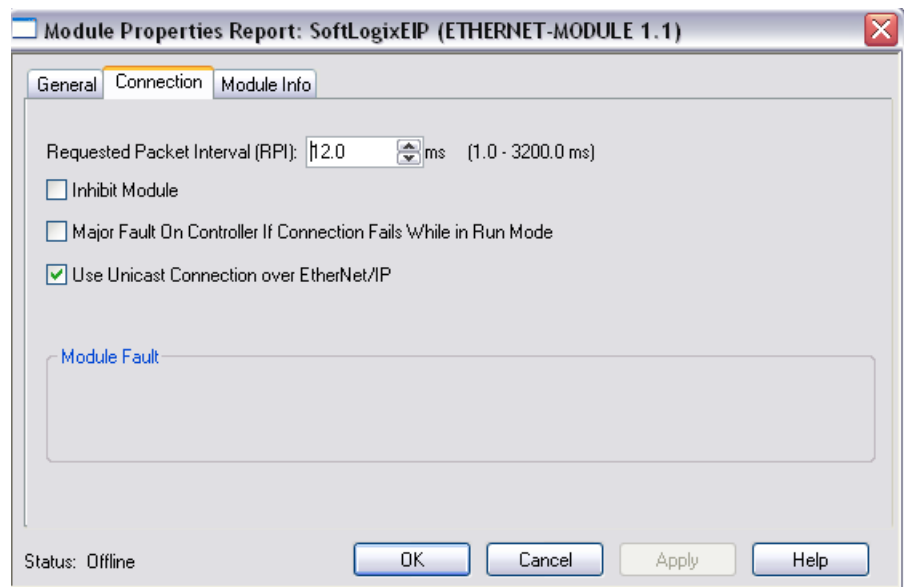 Module Properties Report: SoftLogixEIP (ETHERNET-MODULE 1.1)
General Connection Module Info
Requested Packet Interval (RPI): 12.0 ms (1.0 - 3200.0 ms)
Inhibit Module
Major Fault On Controller If Connection Fails While in Run Mode
Use Unicast Connection over EtherNet/IP
Module Fault
Status: Offline OK Cancel Apply Help